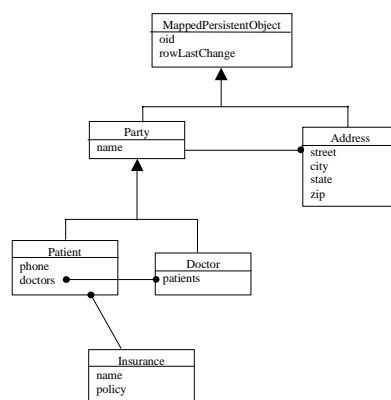 MappedPersistentObject
oid
rowLastChange
Party
name
Address
street
city
state
zip
Patient
phone
doctors
Doctor
patients
Insurance
name
policy